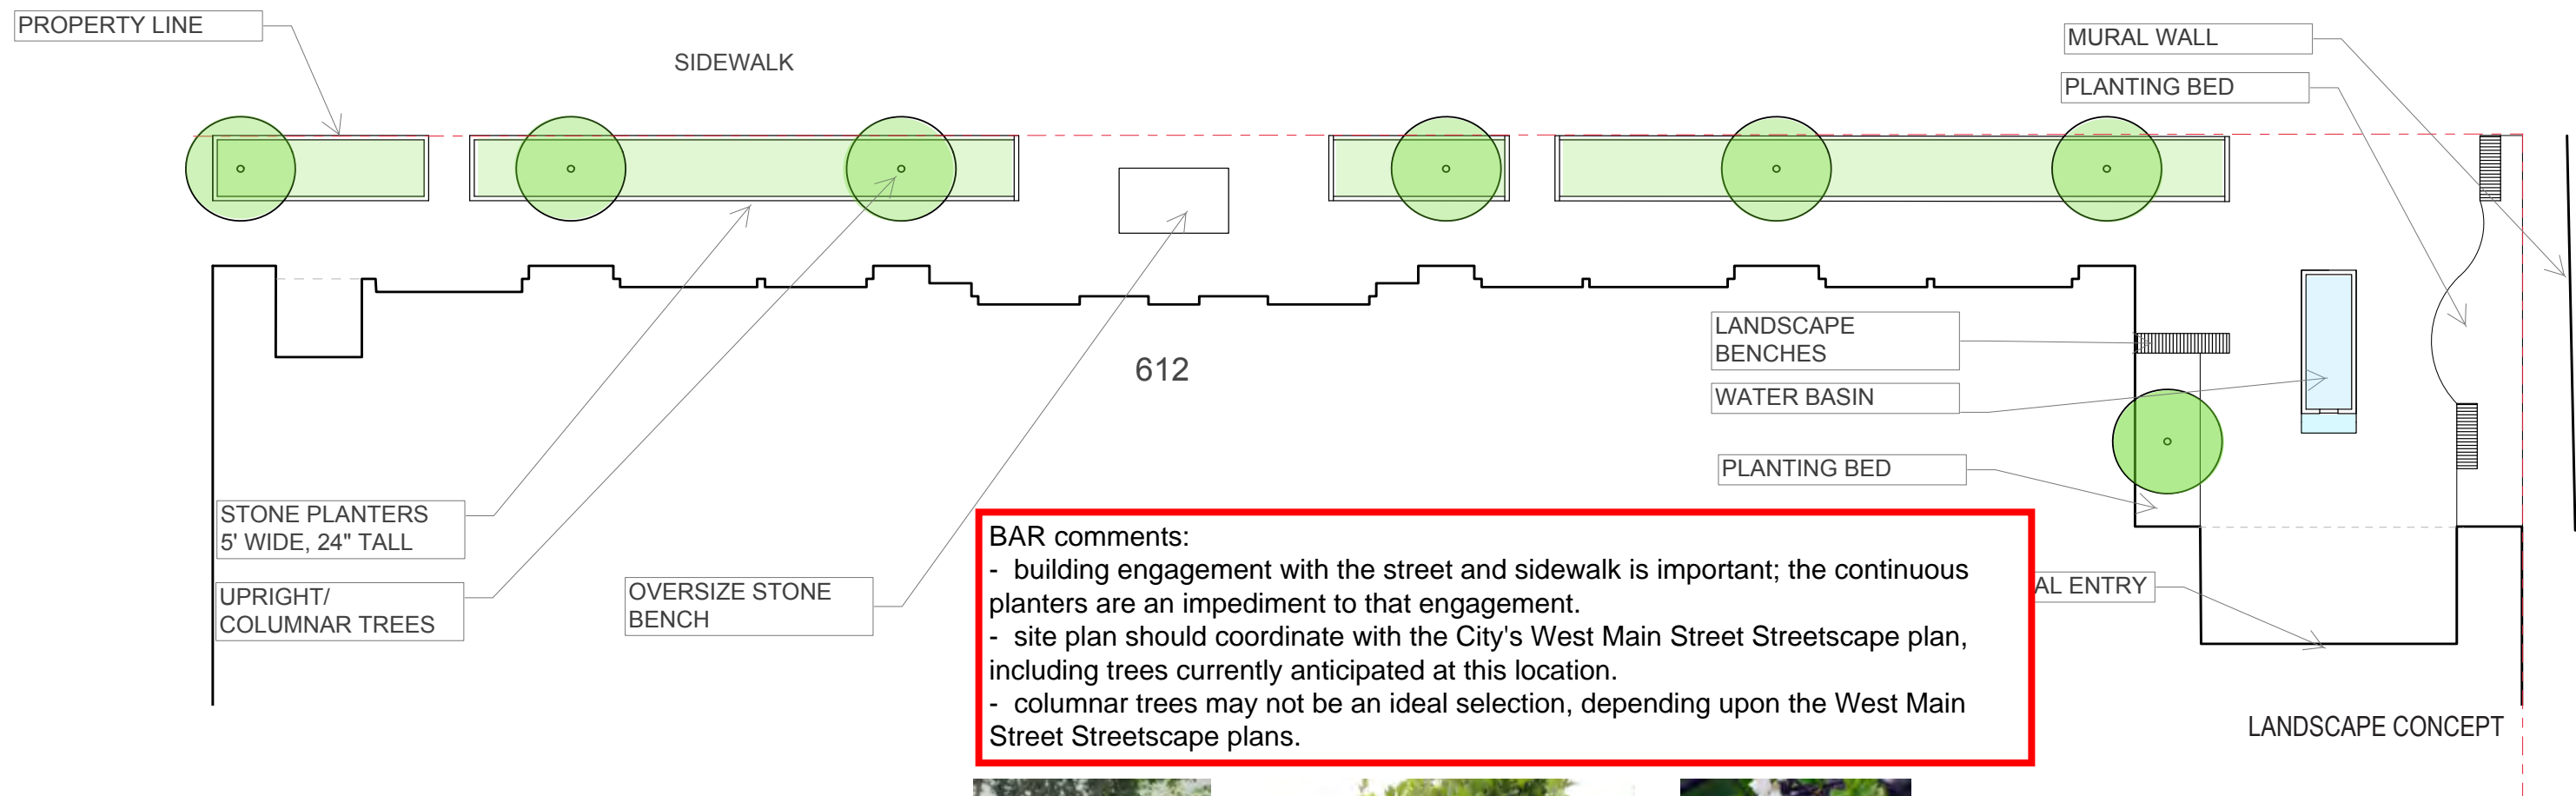 PROPERTY LINE
SIDEWALK
MURAL WALL
PLANTING BED
LANDSCAPE
BENCHES
612
WATER BASIN
PLANTING BED
STONE PLANTERS
5' WIDE, 24" TALL
UPRIGHT/
COLUMNAR TREES
OVERSIZE STONE
BENCH
BAR comments:
- building engagement with the street and sidewalk is important; the continuous
planters are an impediment to that engagement.
- site plan should coordinate with the City's West Main Street Streetscape plan,
including trees currently anticipated at this location.
- columnar trees may not be an ideal selection, depending upon the West Main
Street Streetscape plans.
ENTRY
LANDSCAPE CONCEPT